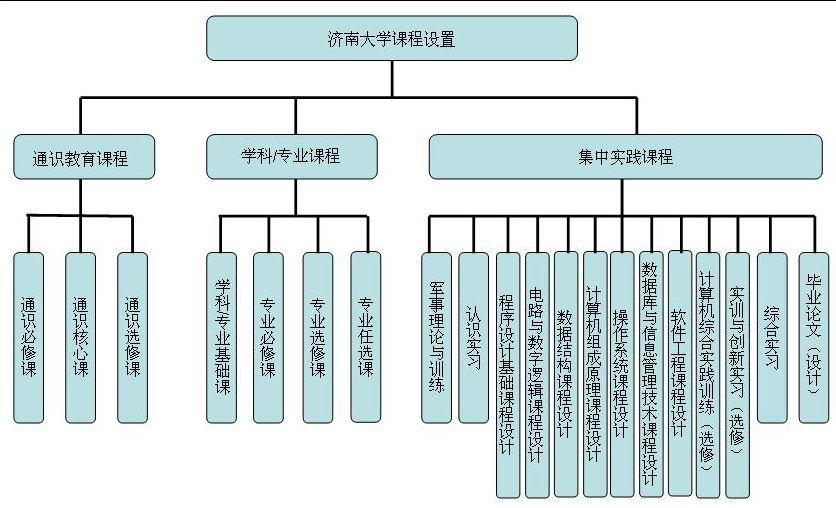 济南大学课程设置
通识教育课程
学科/专业课程
集中实践课程
通识必修课
通识核心课
通识选修课
学科专业基础课
专业必修课
专业选修课
专业任选课
军事理论与训练
认识实习
程序设计基础课程设计
电路与数字逻辑课程设计
数据结构课程设计
计算机组成原理课程设计
操作系统课程设计
数据库与信息管理技术课程设计
软件工程课程设计
计算机综合实践训练（选修）
实训与创新实习（选修）
综合实习
毕业论文（设计）